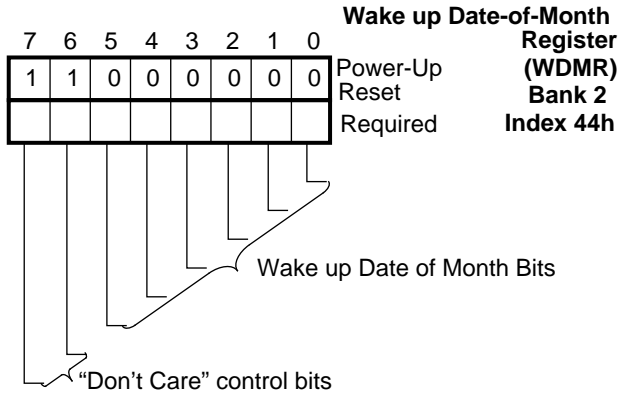 Wake up Date-of-Month
Register
(WDMR)
Bank 2
Index 44h
7 6 5 4 3 2 1 0
1 1 0 0 0 0 0 0
Power-Up
Reset
Required
Wake up Date of Month Bits
“Don’t Care” control bits